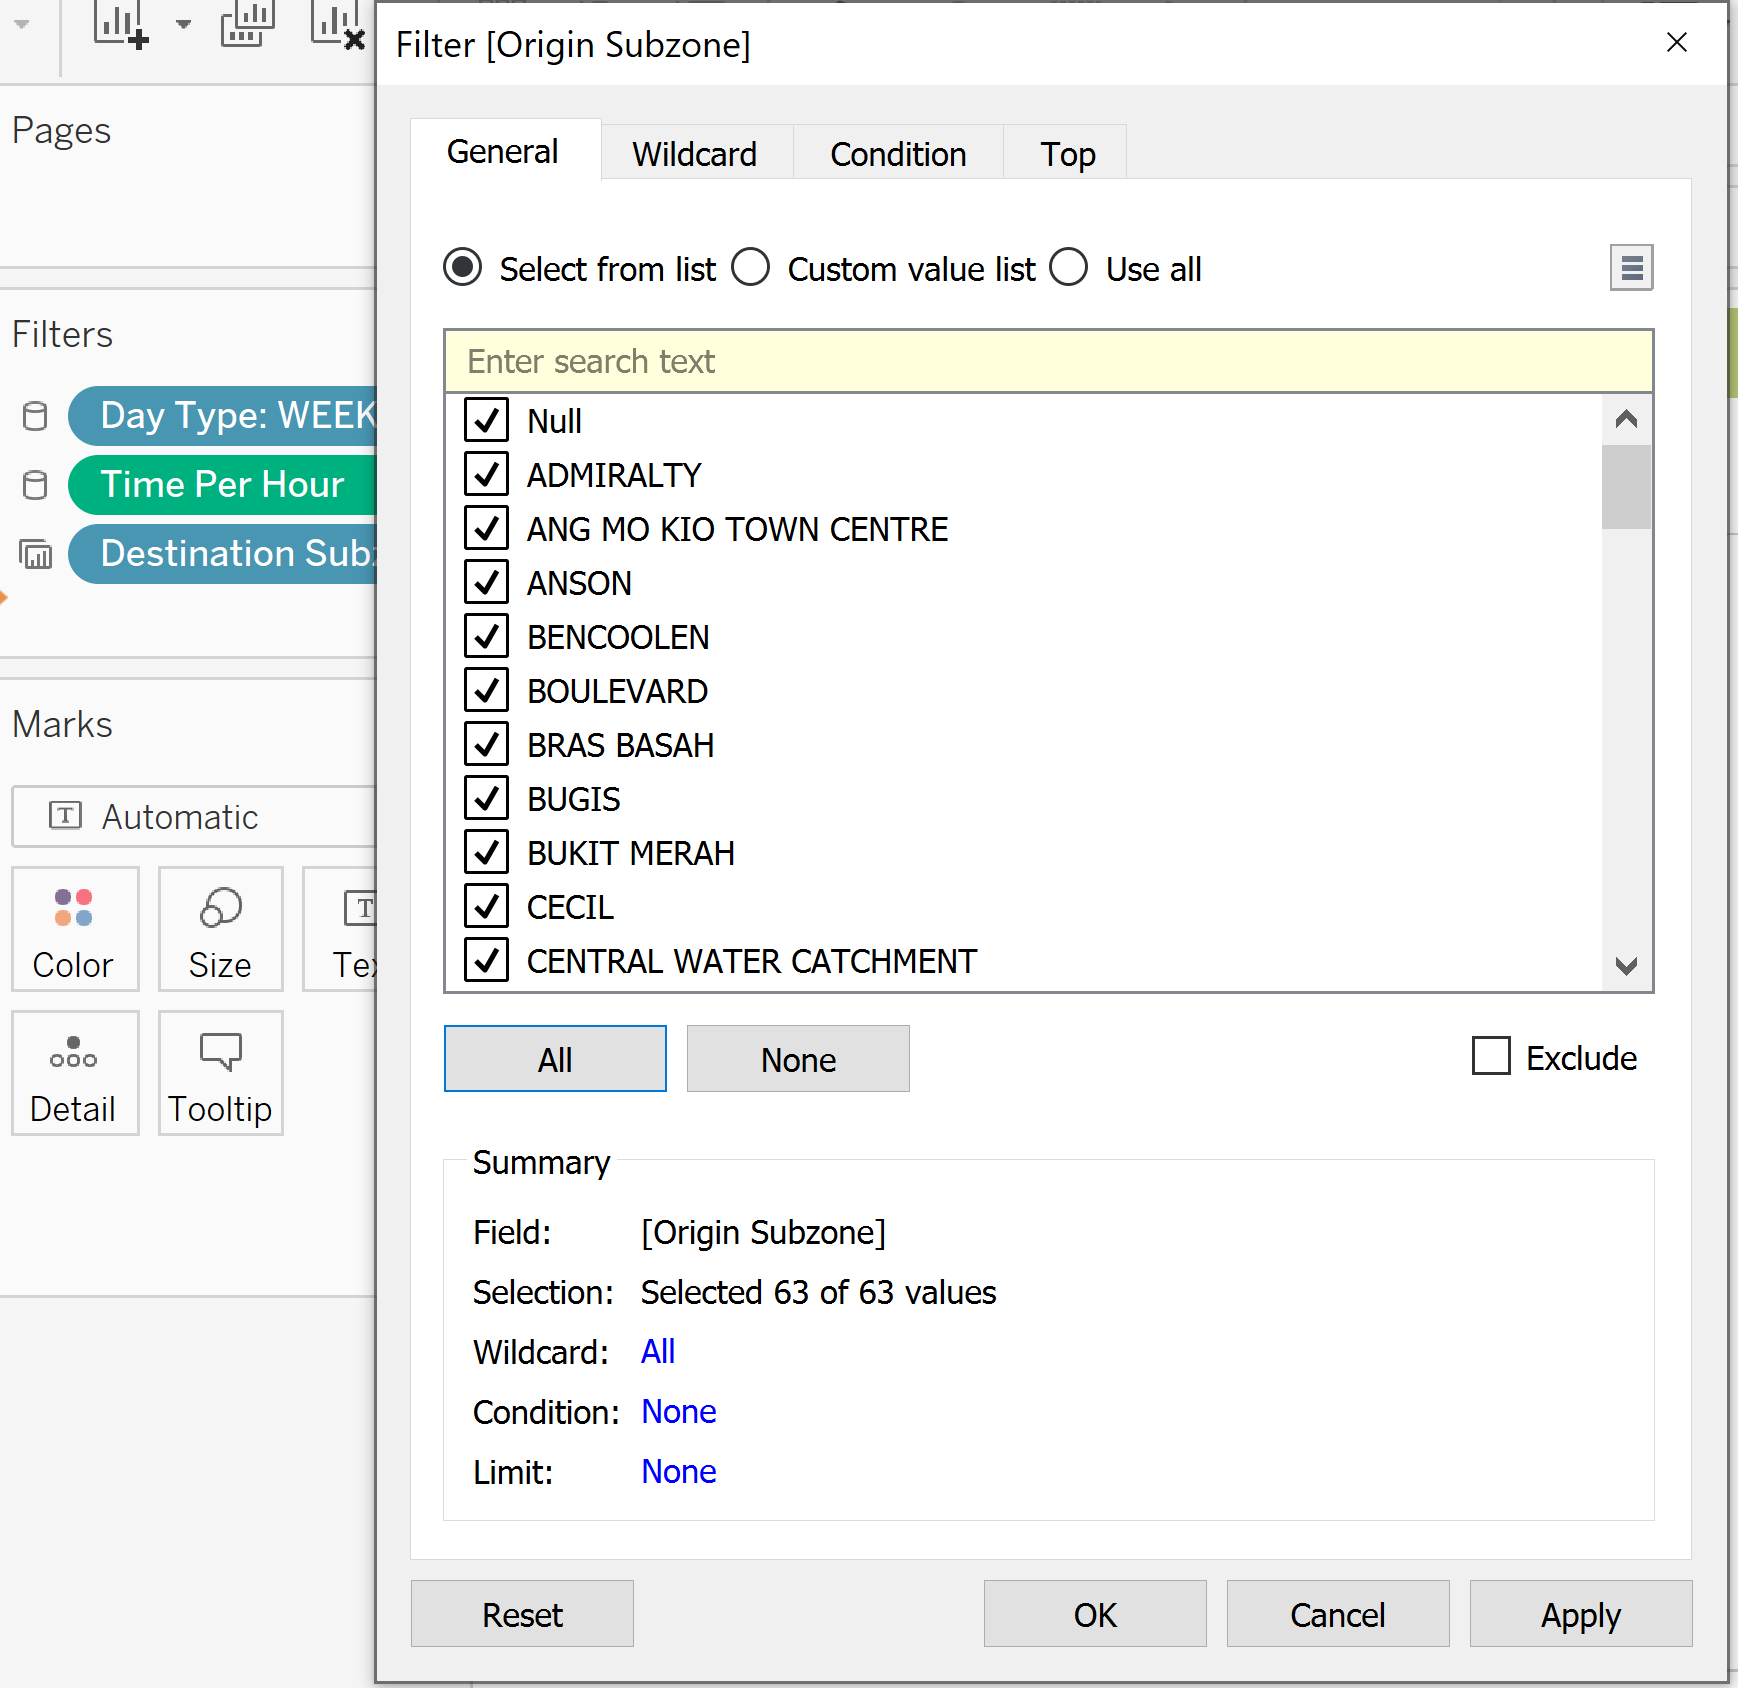 Filter [Origin Subzone]
Pages
General
Wildcard
Condition
Top
Select from list
Custom value list
Use all
Filters
Enter search text
Day Type: WEEK
Time Per Hour
Destination Sub
Null
ADMIRALTY
ANG MO KIO TOWN CENTRE
ANSON
BENCOOLEN
BOULEVARD
BRAS BASAH
BUGIS
BUKIT MERAH
CECIL
CENTRAL WATER CATCHMENT
Marks
T Automatic
Color
Size
T
Tex
Detail
Tooltip
All
None
Exclude
Summary
Field: [Origin Subzone]
Selection: Selected 63 of 63 values
Wildcard: All
Condition: None
Limit: None
Reset
OK
Cancel
Apply